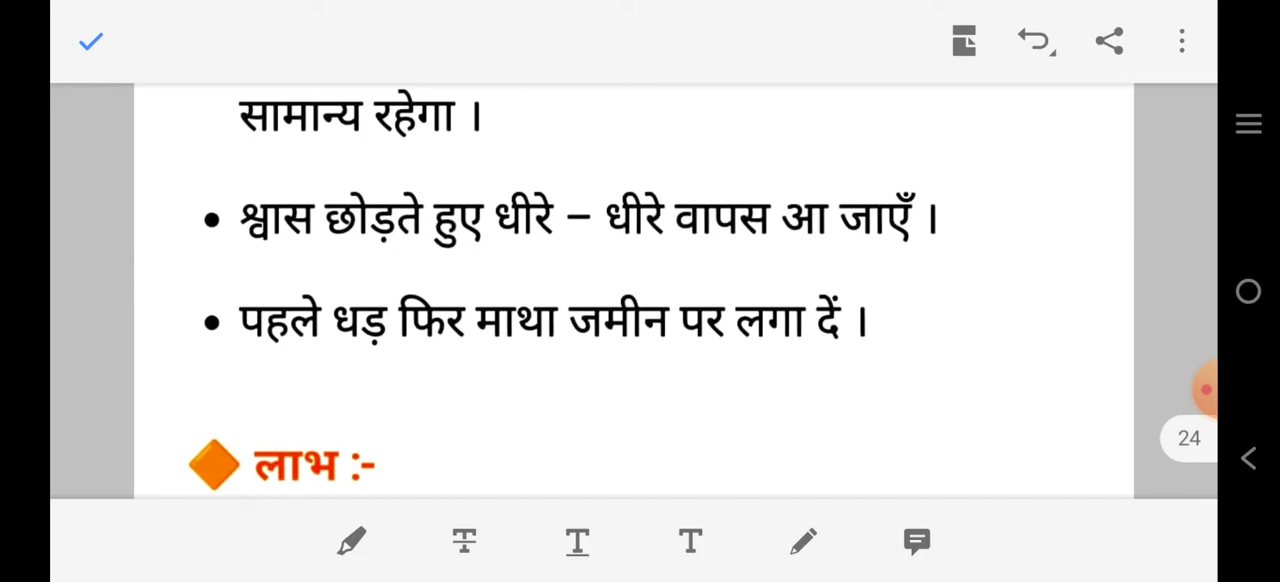 सामान्य रहेगा ।
• श्वास छोड़ते हुए धीरे – धीरे वापस आ जाएँ ।
• पहले धड़ फिर माथा जमीन पर लगा दें ।
24
🔶 लाभ :-